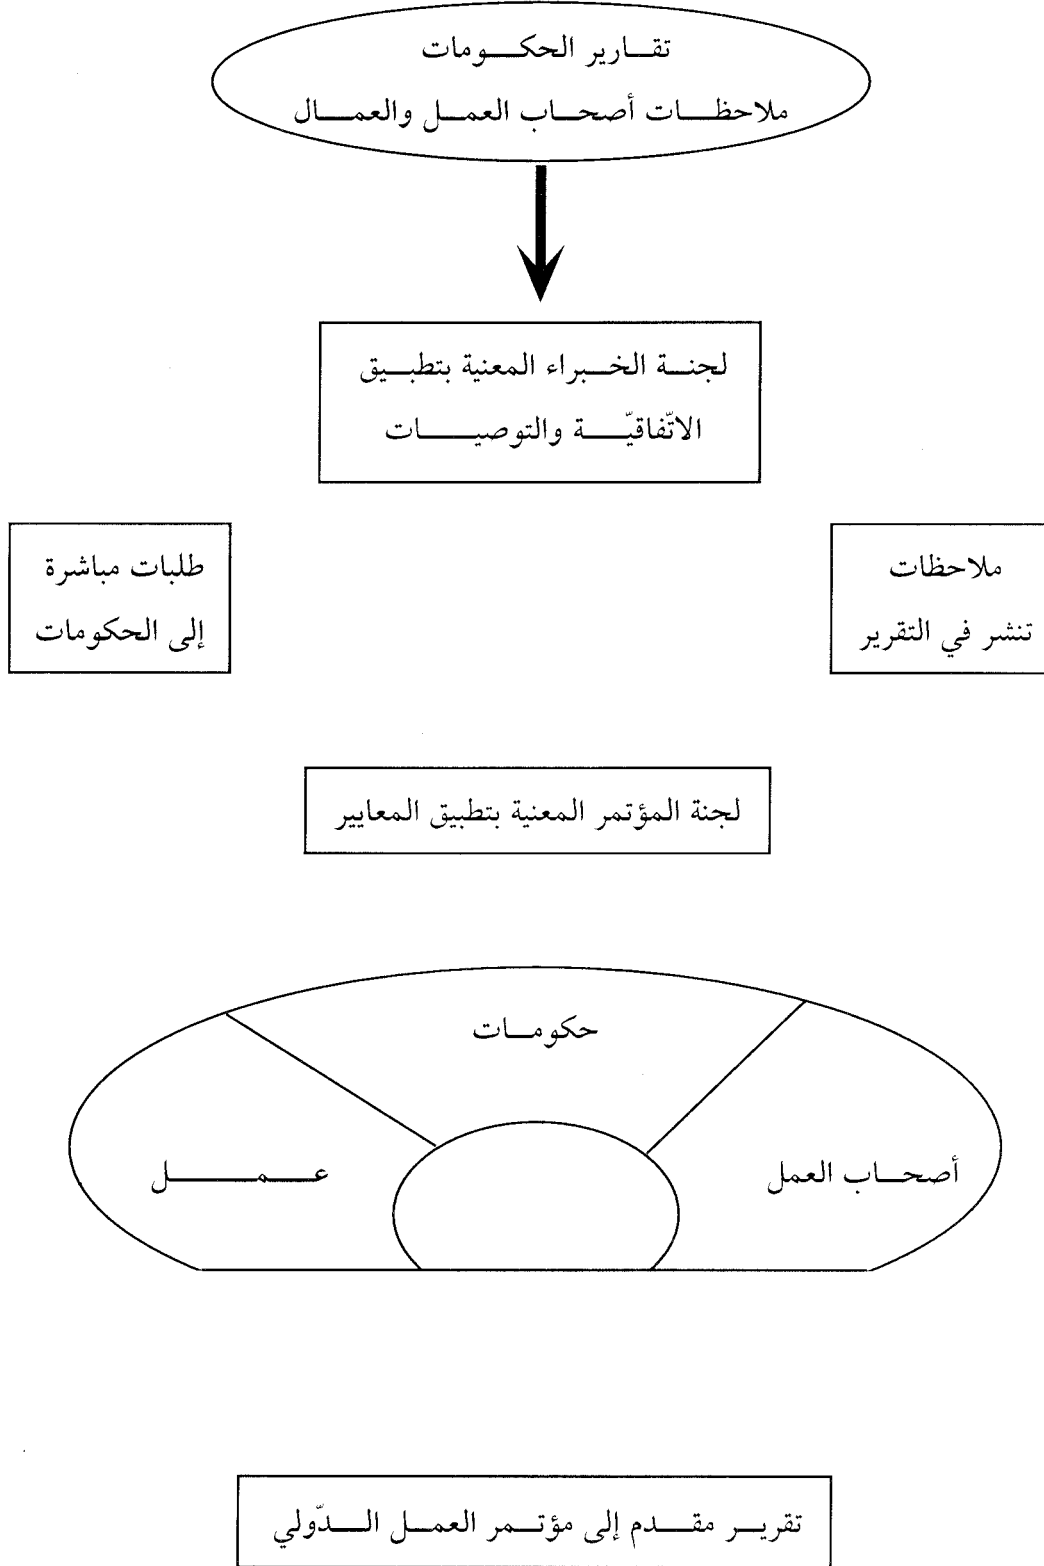 تقارير الحكومات
ملاحظات أصحاب العمل والعمال
لجنة الخبراء المعنية بتطبيق
الاتّفاقيّة والتوصيات
ملاحظات
تنشر في التقرير
طلبات مباشرة
إلى الحكومات
لجنة المؤتمر المعنية بتطبيق المعايير
حكومات
أصحاب العمل
عمل
تقرير مقدم إلى مؤتمر العمل الدّولي